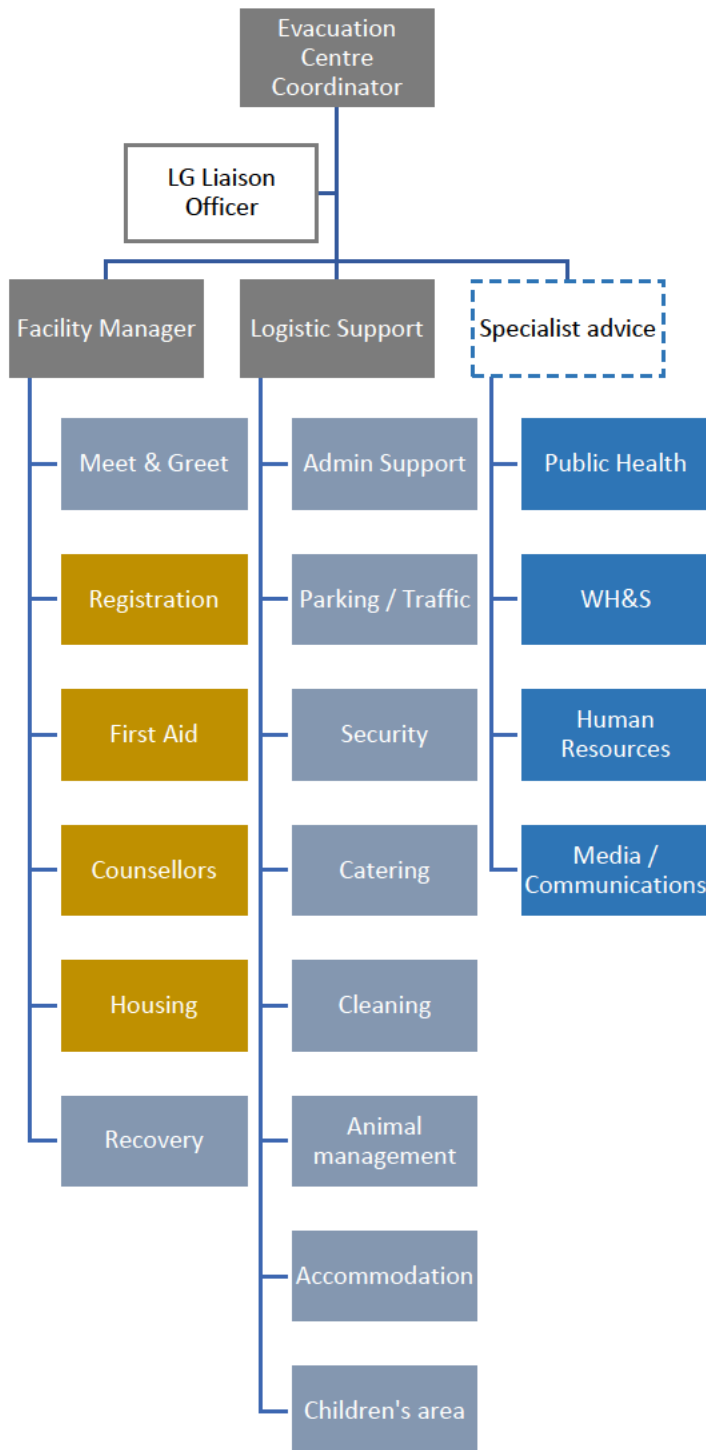 Evacuation
Centre
Coordinator
LG Liaison
Officer
Facility Manager
Logistic Support
Specialist advice
Meet & Greet
Registration
First Aid
Counsellors
Housing
Recovery
Admin Support
Parking / Traffic
Security
Catering
Cleaning
Animal
management
Accommodation
Children's area
Public Health
WH&S
Human
Resources
Media /
Communications